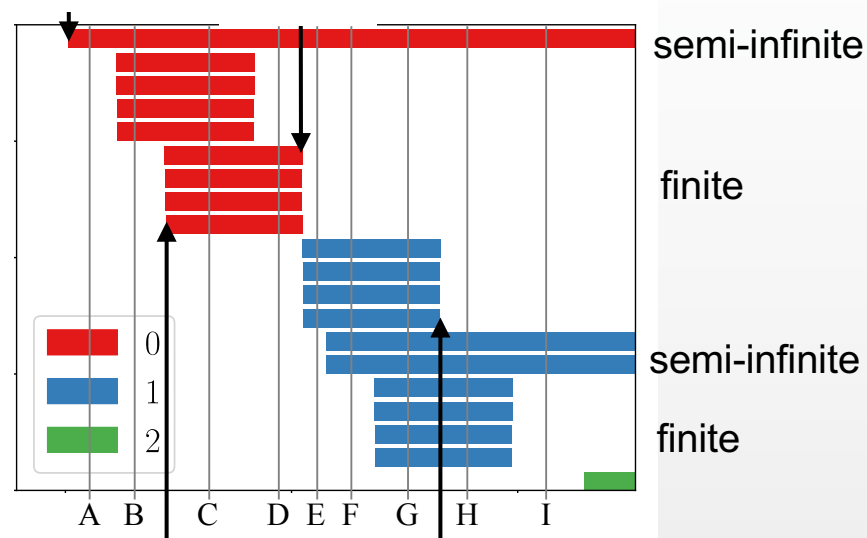 semi-infinite
finite
0
1
2
semi-infinite
finite
A B C D E F G H I